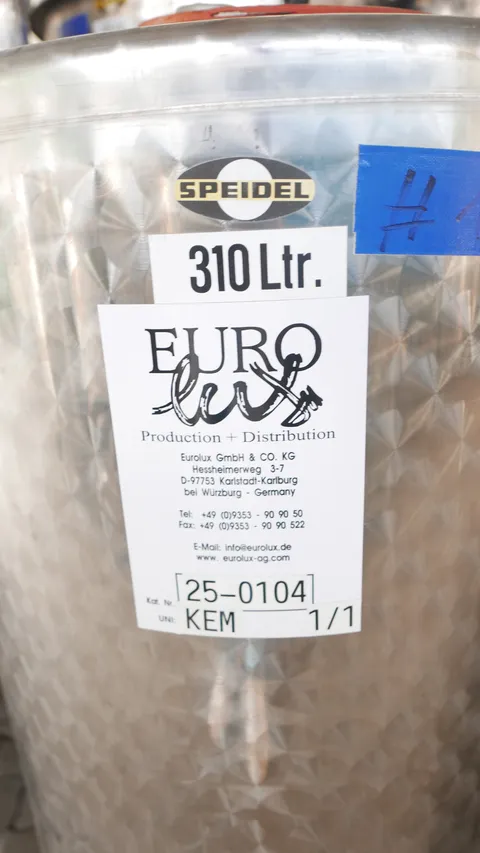 SPEIDEL
#
310 Ltr.
EURO
lux
Production + Distribution
Eurolux GmbH & CO. KG
Hessheimerweg 3-7
D-97753 Karlstadt-Karlburg
bei Würzburg - Germany
Tel: +49 (0)9353 - 90 90 50
Fax: +49 (0)9353 - 90 90 522
E-Mail: info@eurolux.de
www. eurolux-ag.com
Kat. Nr. 25-0104
UNI: KEM 1/1